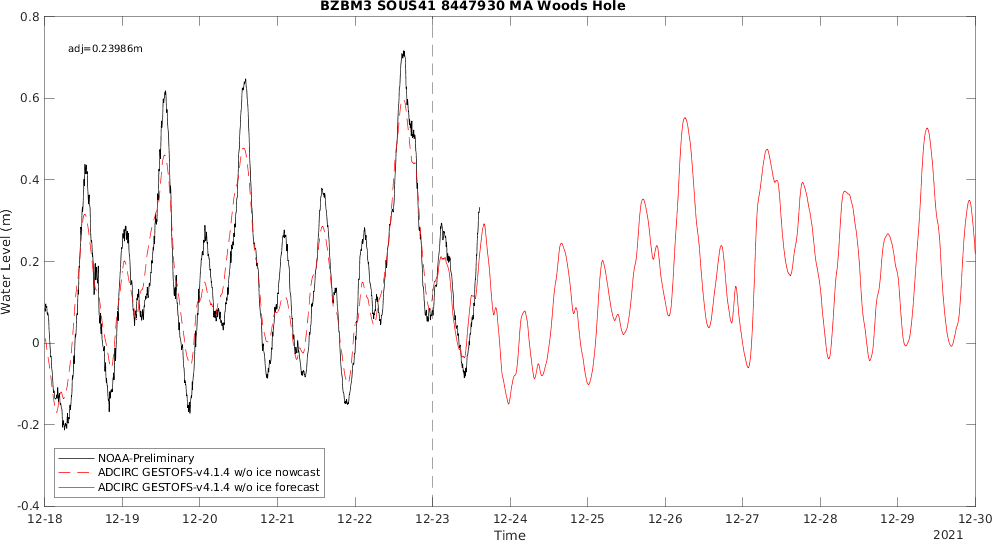 BZBM3 SOUS41 8447930 MA Woods Hole
adj=0.23986m
Water Level (m)
0.8
0.6
0.4
0.2
0
-0.2
-0.4
NOAA-Preliminary
ADCIRC GESTOFS-v4.1.4 w/o ice nowcast
ADCIRC GESTOFS-v4.1.4 w/o ice forecast
12-18 12-19 12-20 12-21 12-22 12-23 12-24 12-25 12-26 12-27 12-28 12-29 12-30
Time
2021